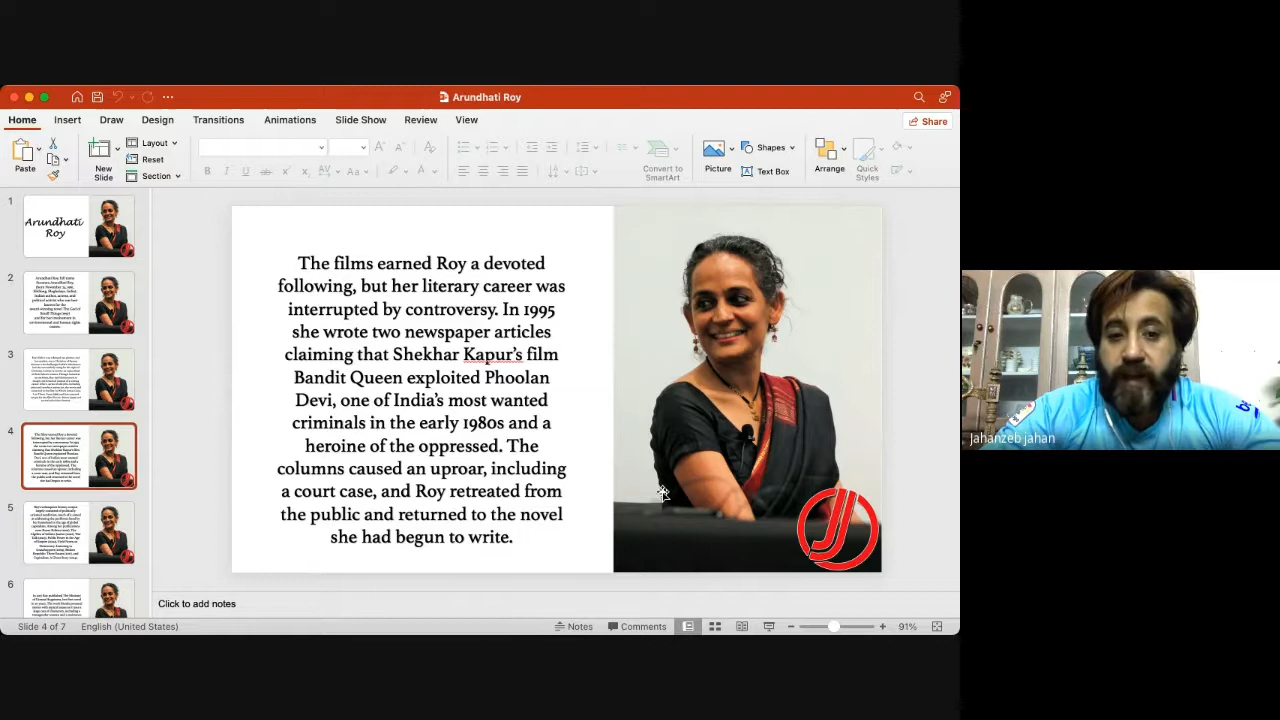 Arundhati Roy
Home Insert Draw Design Transitions Animations Slide Show Review View
Share
Paste
New
Slide
Layout
Reset
Section
Convert to
SmartArt
Picture
Shapes
Text Box
Arrange
Quick
Styles
1
Arundhati
Roy
2
3
4
5
6
The films earned Roy a devoted
following, but her literary career was
interrupted by controversy. In 1995
she wrote two newspaper articles
claiming that Shekhar Kapur's film
Bandit Queen exploited Phoolan
Devi, one of India's most wanted
criminals in the early 1980s and a
heroine of the oppressed. The
columns caused an uproar, including
a court case, and Roy retreated from
the public and returned to the novel
she had begun to write.
Click to add notes
Slide 4 of 7 English (United States) Notes Comments 91%
Jahanzeb jahan